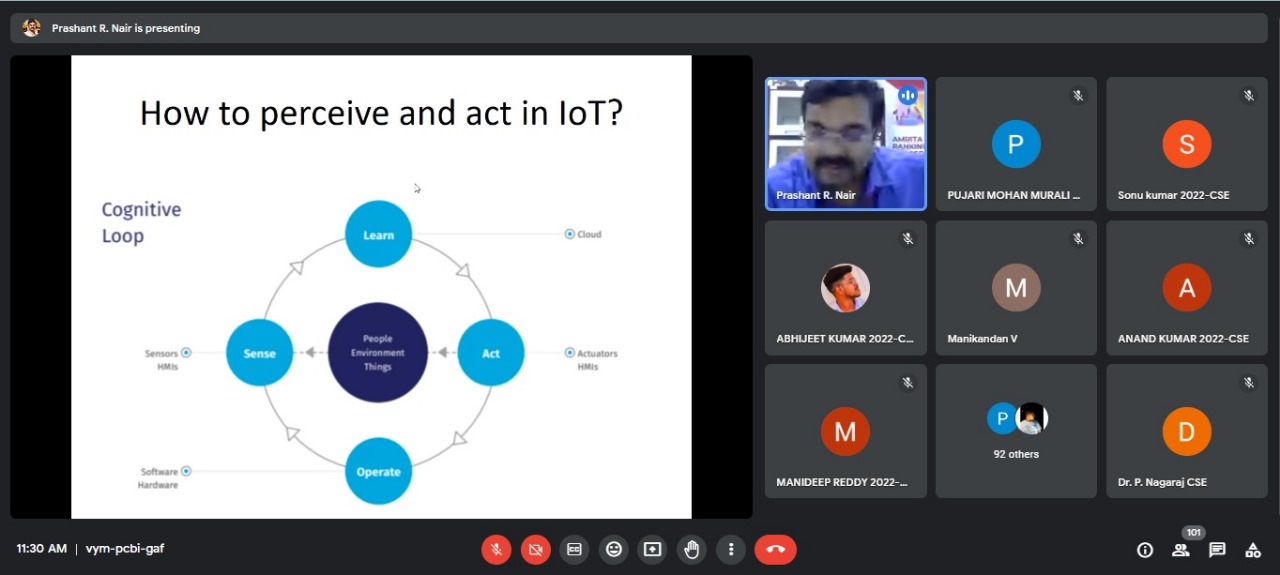 Prashant R. Nair is presenting
How to perceive and act in IoT?
Cognitive
Loop
Learn
Cloud
Sensors
HMIs
Sense
People
Environment
Things
Act
Actuators
HMIs
Software
Hardware
Operate
AMRITA
RANKIN
Prashant R. Nair
P
PUJARI MOHAN MURALI ...
S
Sonu kumar 2022-CSE
ABHIJEET KUMAR 2022-C...
M
Manikandan V
A
ANAND KUMAR 2022-CSE
M
MANIDEEP REDDY 2022-...
P
92 others
D
Dr. P. Nagaraj CSE
11:30 AM | vym-pcbi-gaf
101